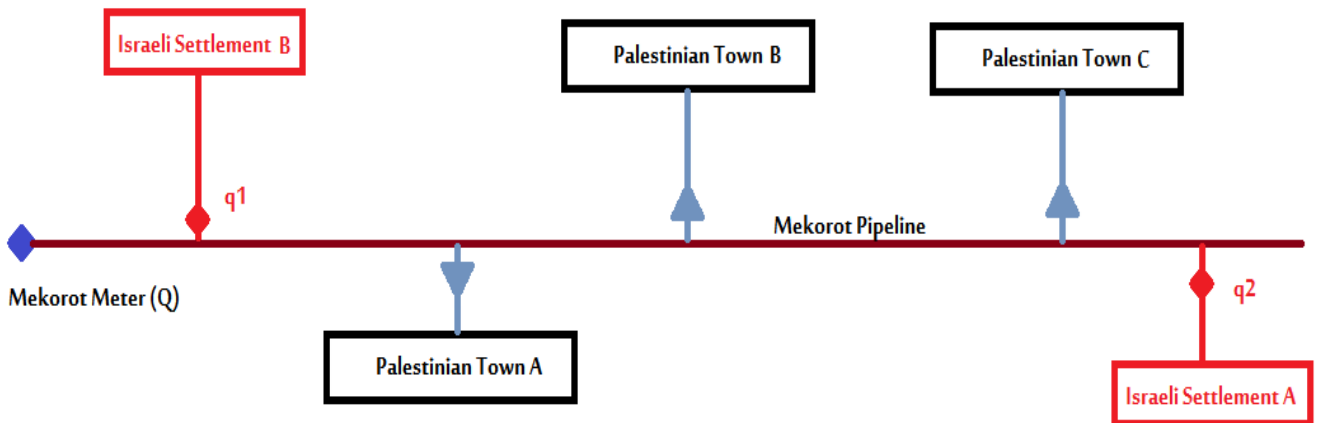 Israeli Settlement B
Palestinian Town B
Palestinian Town C
q1
Mekorot Pipeline
Mekorot Meter (Q)
q2
Palestinian Town A
Israeli Settlement A